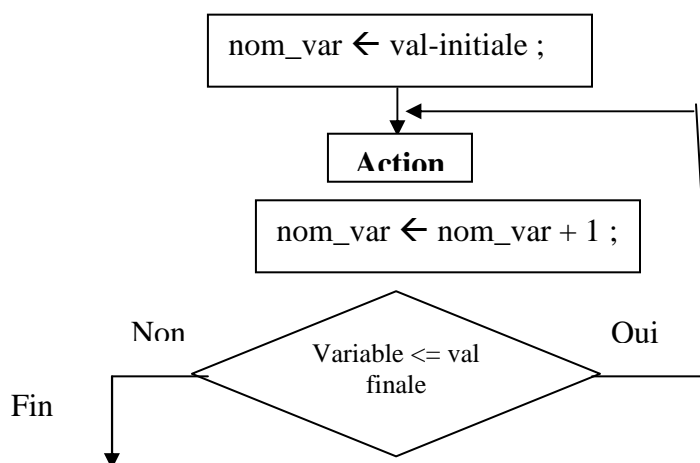 nom_var ← val-initiale ;
Action
nom_var ← nom_var + 1 ;
Non
Oui
Variable <= val
finale
Fin